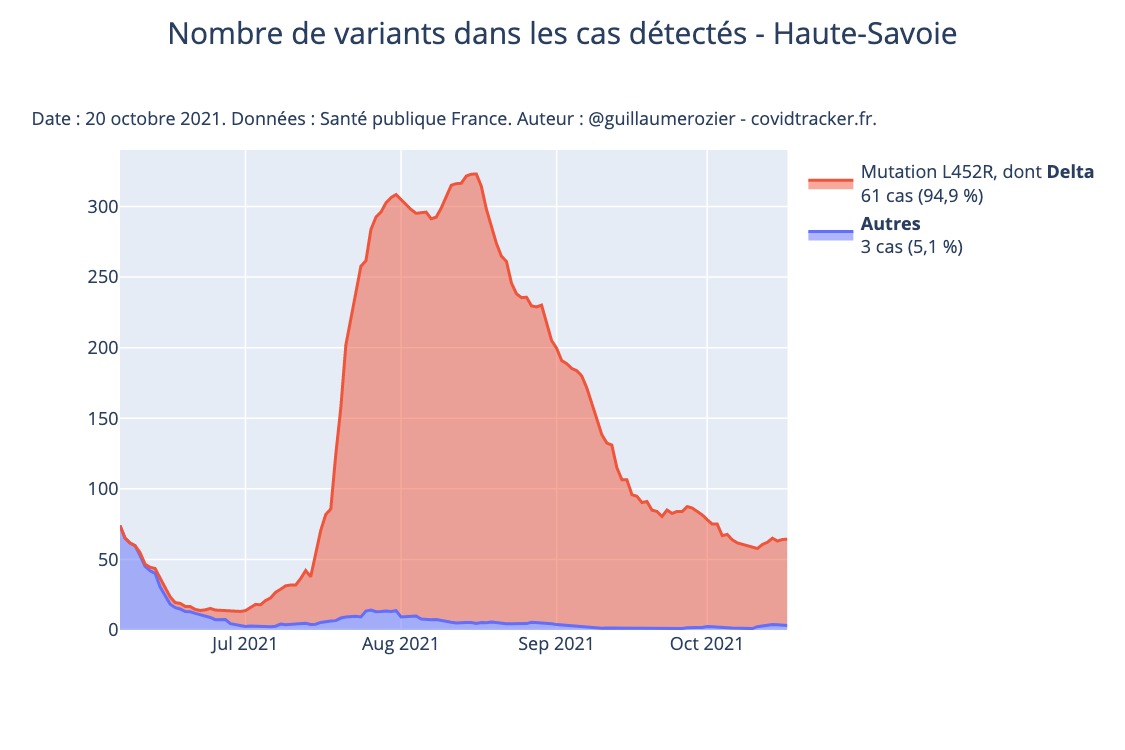 Nombre de variants dans les cas détectés - Haute-Savoie
Date : 20 octobre 2021. Données : Santé publique France. Auteur : @guillaumerozier - covidtracker.fr.
Mutation L452R, dont Delta
61 cas (94,9 %)
Autres
3 cas (5,1 %)
300
250
200
150
100
50
0
Jul 2021
Aug 2021
Sep 2021
Oct 2021